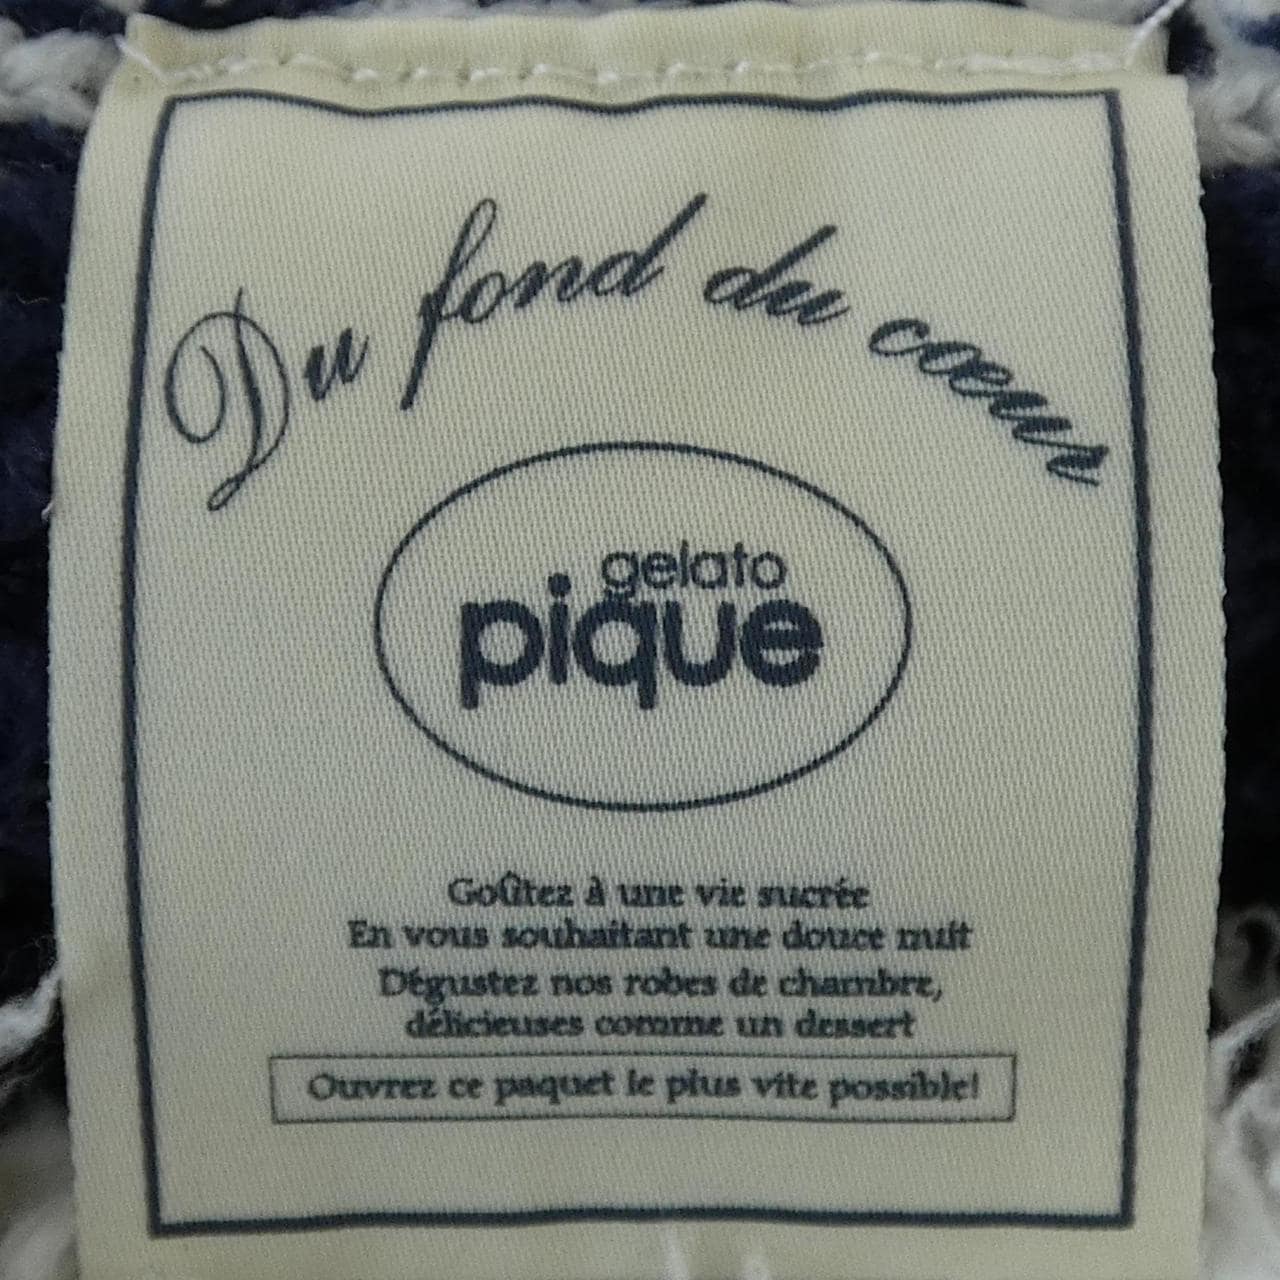 Du fond du cœur
gelato
pique
Goûtez à une vie sucrée
En vous souhaitant une douce nuit
Dégustez nos robes de chambre,
délicieuses comme un dessert
Ouvrez ce paquet le plus vite possible!